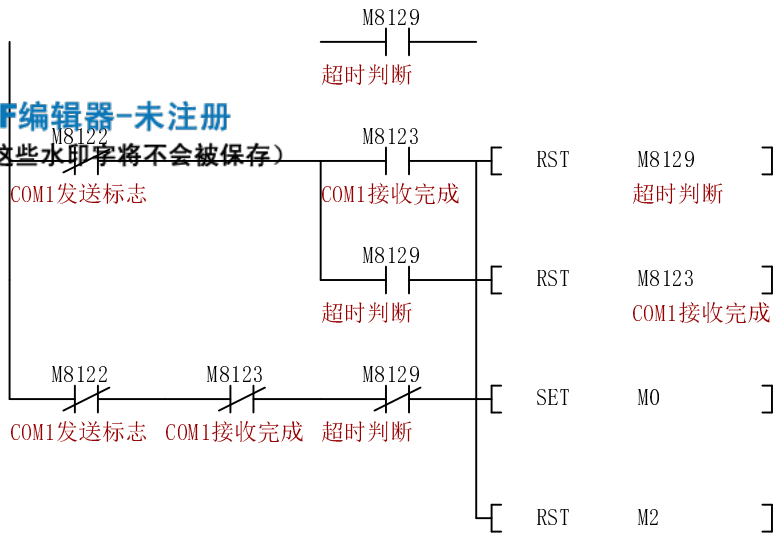 M8129
超时判断
F编辑器-未注册
M8122 M8123
这些水印字将不会被保存）
RST M8129
COM1发送标志 COM1接收完成 超时判断
M8129
RST M8123
超时判断 COM1接收完成
M8122 M8123 M8129
SET M0
COM1发送标志 COM1接收完成 超时判断
RST M2